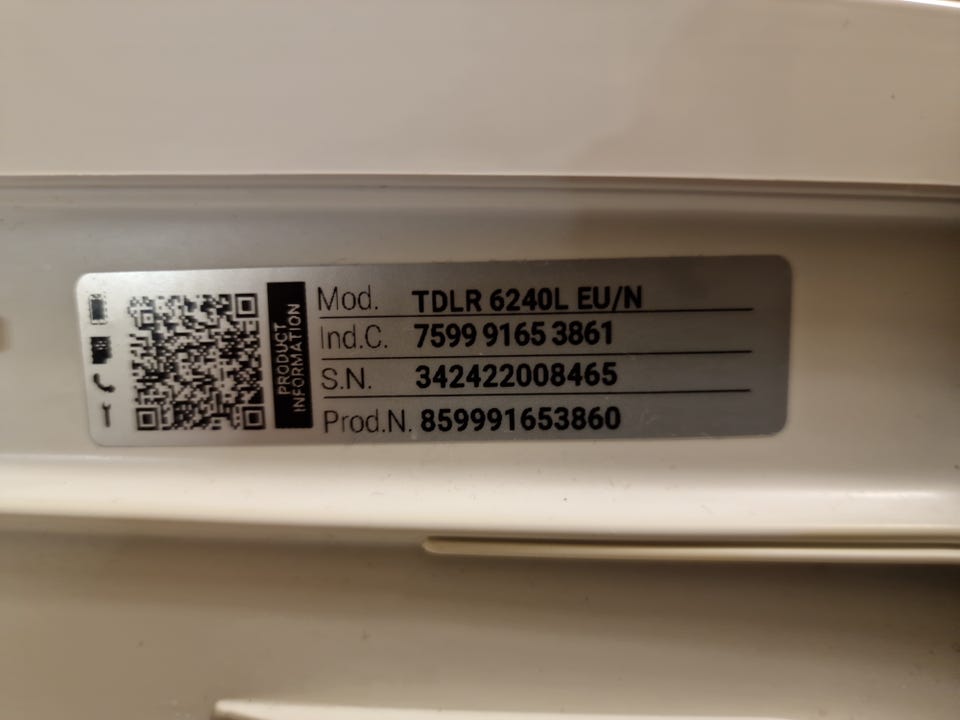 PRODUCT
INFORMATION
Mod. TDLR 6240L EU/N
Ind.C. 7599 9165 3861
S.N. 342422008465
Prod.N. 859991653860